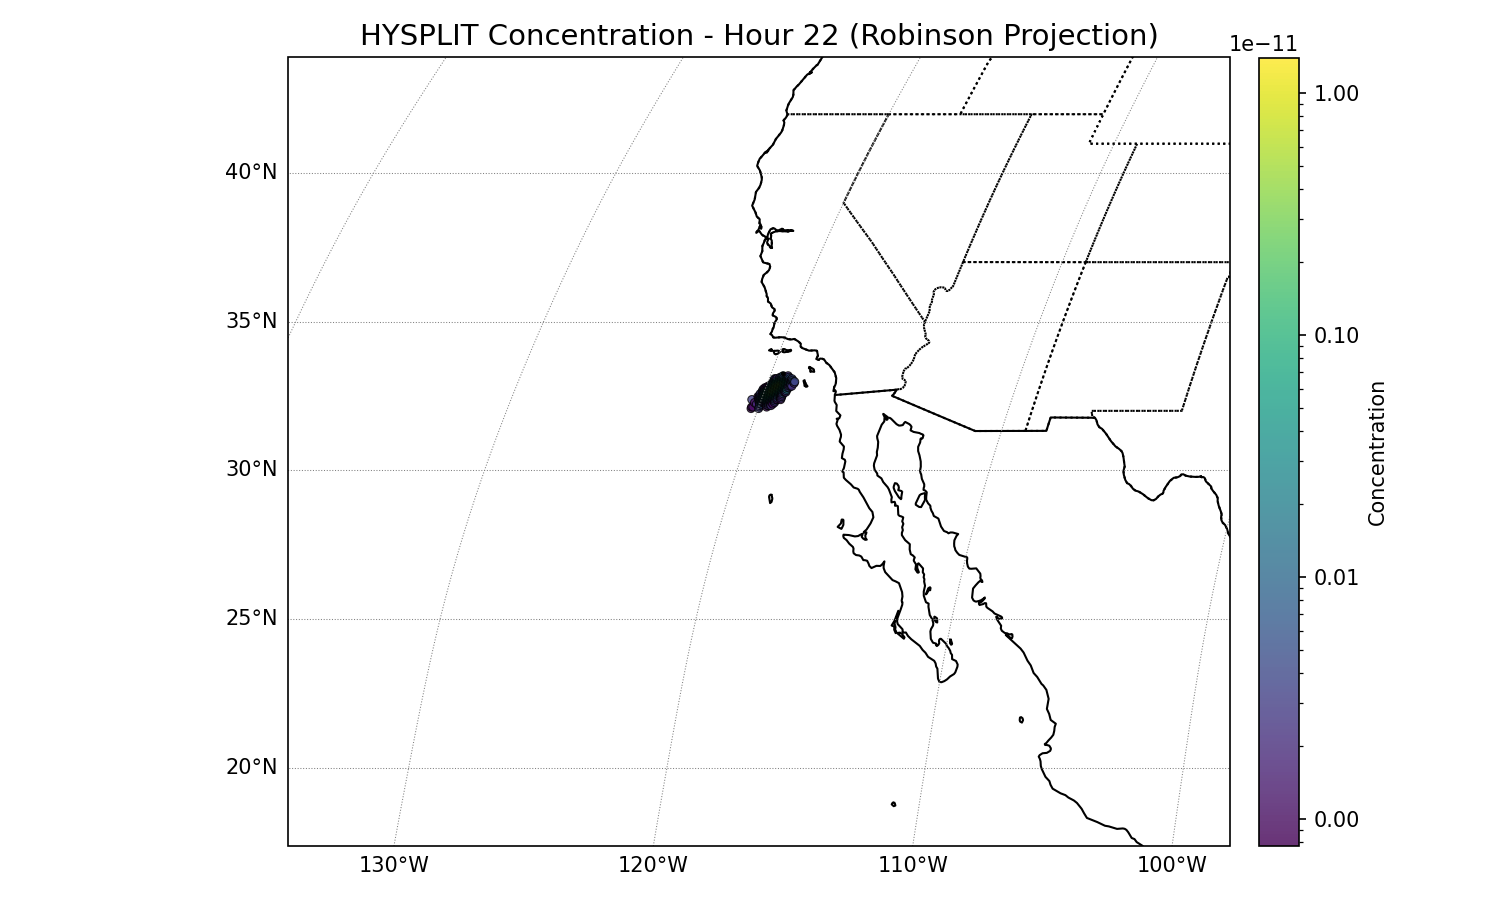 HYSPLIT Concentration - Hour 22 (Robinson Projection)
1e−11
1.00
40°N
35°N
0.10
30°N
Concentration
0.01
25°N
20°N
0.00
130°W 120°W 110°W 100°W